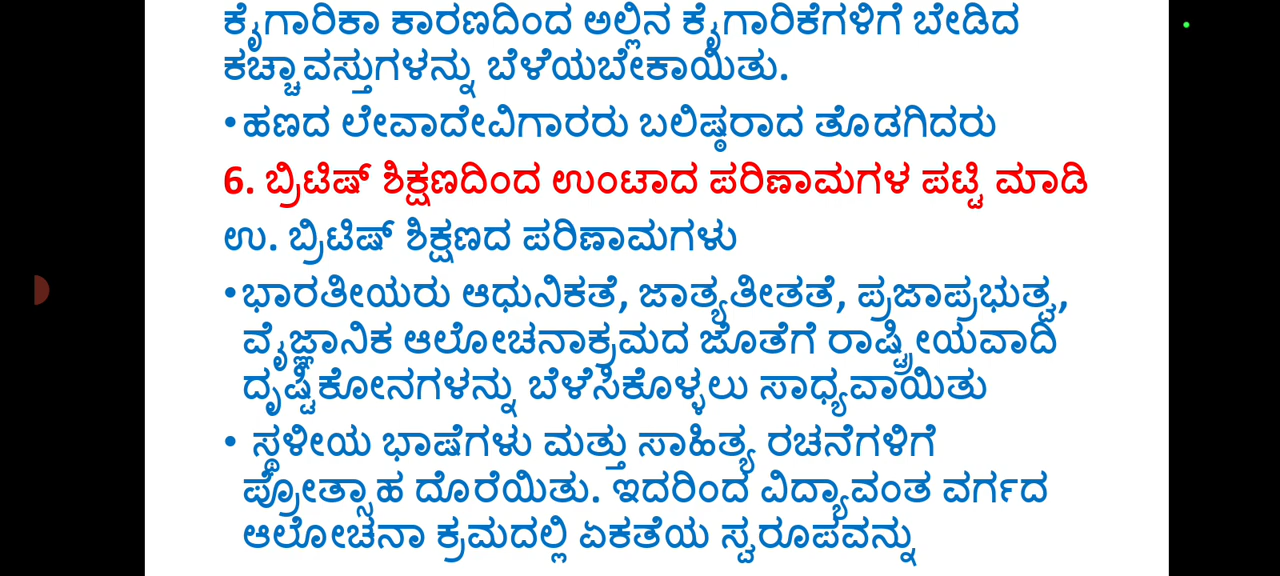 ಕೈಗಾರಿಕಾ ಕಾರಣದಿಂದ ಅಲ್ಲಿನ ಕೈಗಾರಿಕೆಗಳಿಗೆ ಬೇಡಿದ
ಕಚ್ಚಾವಸ್ತುಗಳನ್ನು ಬೆಳೆಯಬೇಕಾಯಿತು.
•ಹಣದ ಲೇವಾದೇವಿಗಾರರು ಬಲಿಷ್ಠರಾದ ತೊಡಗಿದರು
6. ಬ್ರಿಟಿಷ್ ಶಿಕ್ಷಣದಿಂದ ಉಂಟಾದ ಪರಿಣಾಮಗಳ ಪಟ್ಟಿ ಮಾಡಿ
ಉ. ಬ್ರಿಟಿಷ್ ಶಿಕ್ಷಣದ ಪರಿಣಾಮಗಳು
•ಭಾರತೀಯರು ಆಧುನಿಕತೆ, ಜಾತ್ಯತೀತತೆ, ಪ್ರಜಾಪ್ರಭುತ್ವ,
ವೈಜ್ಞಾನಿಕ ಆಲೋಚನಾಕ್ರಮದ ಜೊತೆಗೆ ರಾಷ್ಟ್ರೀಯವಾದಿ
ದೃಷ್ಟಿಕೋನಗಳನ್ನು ಬೆಳೆಸಿಕೊಳ್ಳಲು ಸಾಧ್ಯವಾಯಿತು
• ಸ್ಥಳೀಯ ಭಾಷೆಗಳು ಮತ್ತು ಸಾಹಿತ್ಯ ರಚನೆಗಳಿಗೆ
ಪ್ರೋತ್ಸಾಹ ದೊರೆಯಿತು. ಇದರಿಂದ ವಿದ್ಯಾವಂತ ವರ್ಗದ
ಆಲೋಚನಾ ಕ್ರಮದಲ್ಲಿ ಏಕತೆಯ ಸ್ವರೂಪವನ್ನು